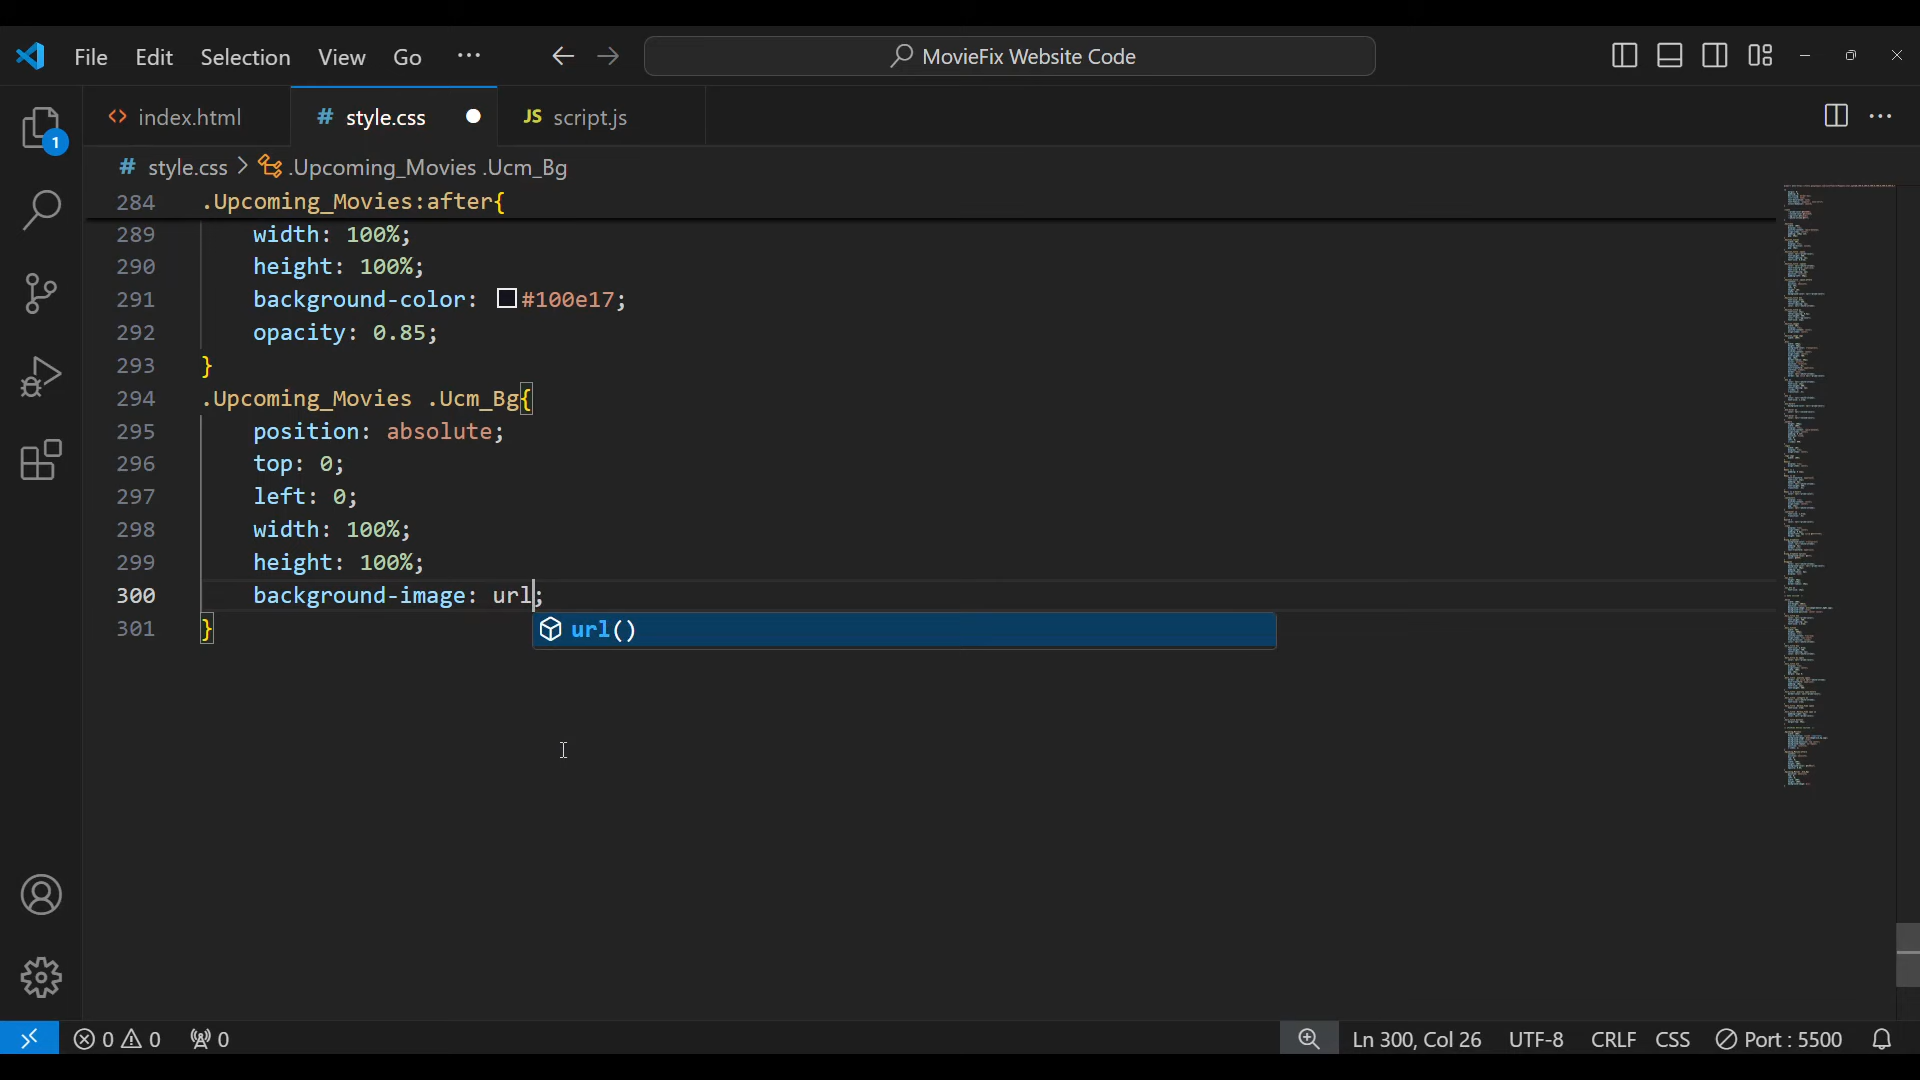 File Edit Selection View Go ··· MovieFix Website Code
1
index.html style.css JS script.js
style.css > .Upcoming_Movies .Ucm_Bg
284 .Upcoming_Movies:after{
289 width: 100%;
290 height: 100%;
291 background-color: #100e17;
292 opacity: 0.85;
293 }
294 .Upcoming_Movies .Ucm_Bg{
295 position: absolute;
296 top: 0;
297 left: 0;
298 width: 100%;
299 height: 100%;
300 background-image: url;
301 }
url()
0 0 0 Ln 300, Col 26 UTF-8 CRLF CSS Port : 5500